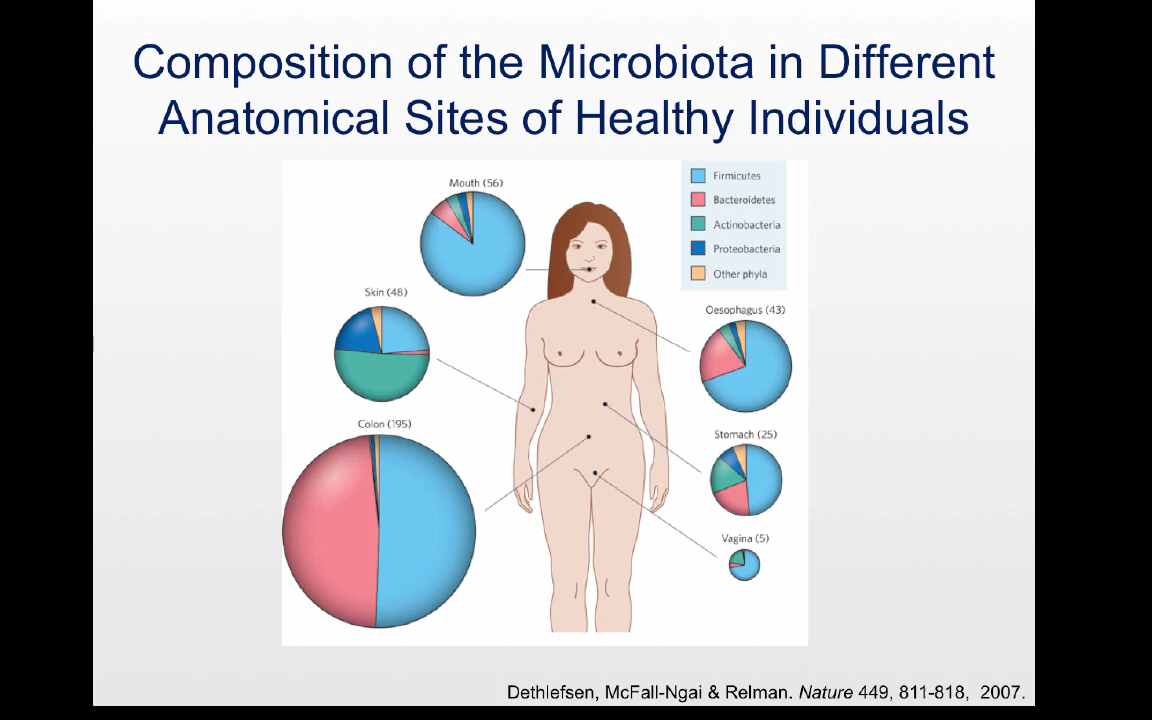 Composition of the Microbiota in Different
Anatomical Sites of Healthy Individuals
Mouth (56)
Firmicutes
Bacteroidetes
Actinobacteria
Proteobacteria
Other phyla
Skin (48)
Oesophagus (43)
Colon (195)
Stomach (25)
Vagina (5)
Dethlefsen, McFall-Ngai & Relman. Nature 449, 811-818, 2007.